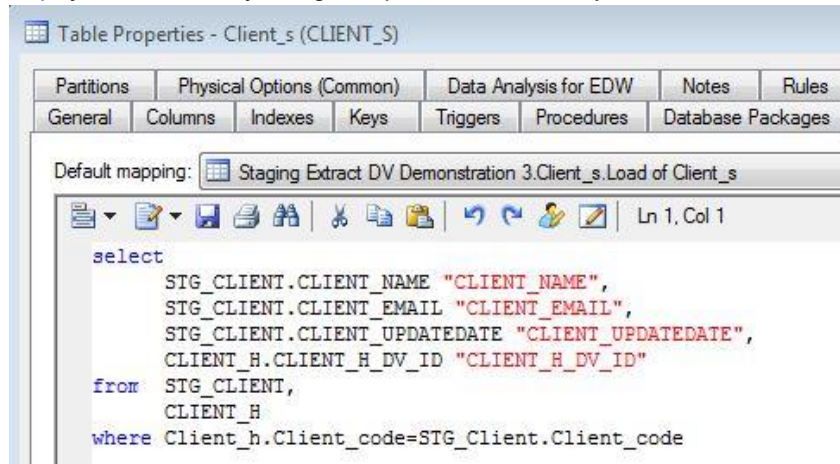 Table Properties - Client_s (CLIENT_S)
Partitions Physical Options (Common) Data Analysis for EDW Notes Rules
General Columns Indexes Keys Triggers Procedures Database Packages
Default mapping: Staging Extract DV Demonstration 3.Client_s.Load of Client_s
Ln 1, Col 1
select
STG_CLIENT.CLIENT_NAME "CLIENT_NAME",
STG_CLIENT.CLIENT_EMAIL "CLIENT_EMAIL",
STG_CLIENT.CLIENT_UPDATEDATE "CLIENT_UPDATEDATE",
CLIENT_H.CLIENT_H_DV_ID "CLIENT_H_DV_ID"
from STG_CLIENT,
CLIENT_H
where Client_h.Client_code=STG_Client.Client_code